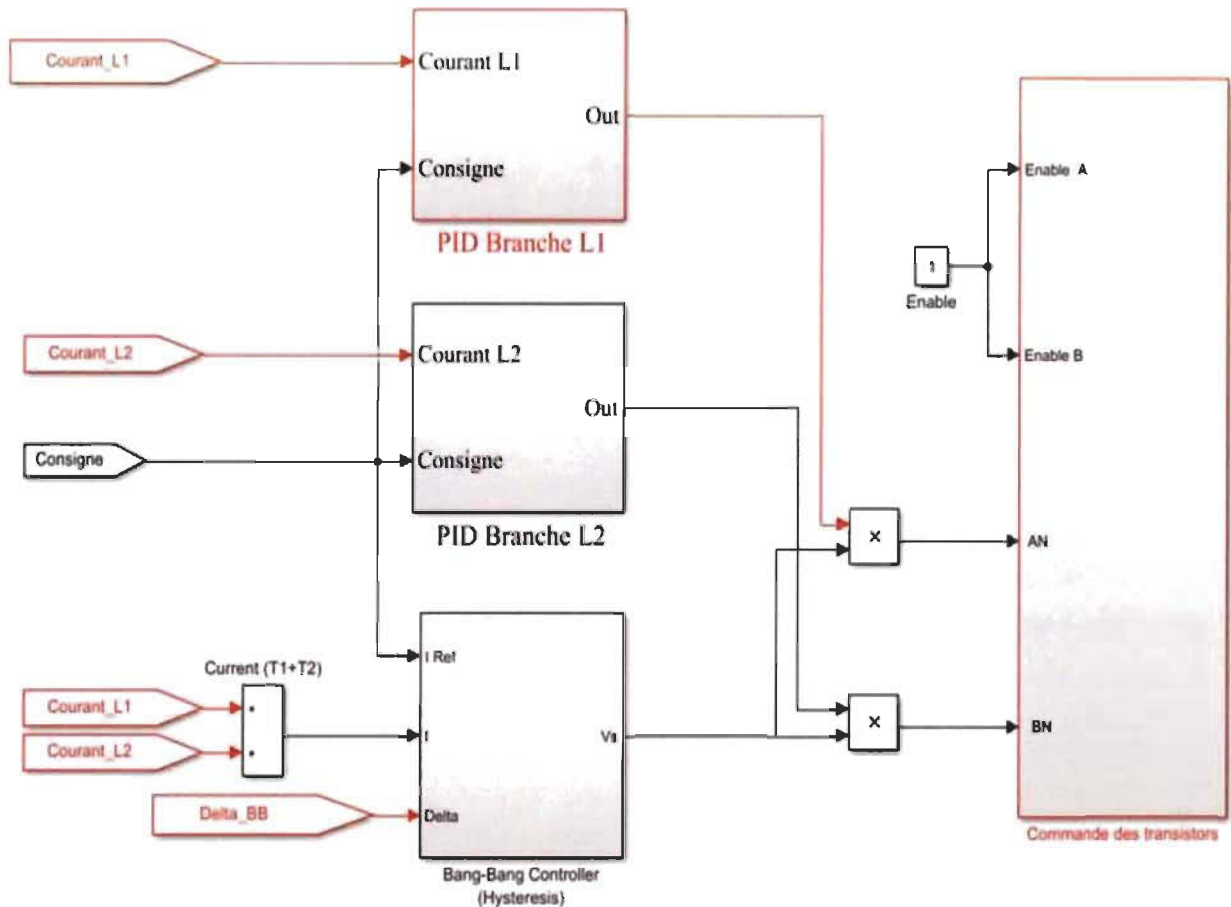 Courant_L1
Courant L1
Out
Consigne
PID Branche L1
Enable A
1
Enable
Enable B
Courant_L2
Courant L2
Out
Consigne
Consigne
PID Branche L2
×
AN
Current (T1+T2)
I Ref
Courant_L1
Courant_L2
I
Vs
×
BN
Delta_BB
Delta
Bang-Bang Controller
(Hysteresis)
Commande des transistors